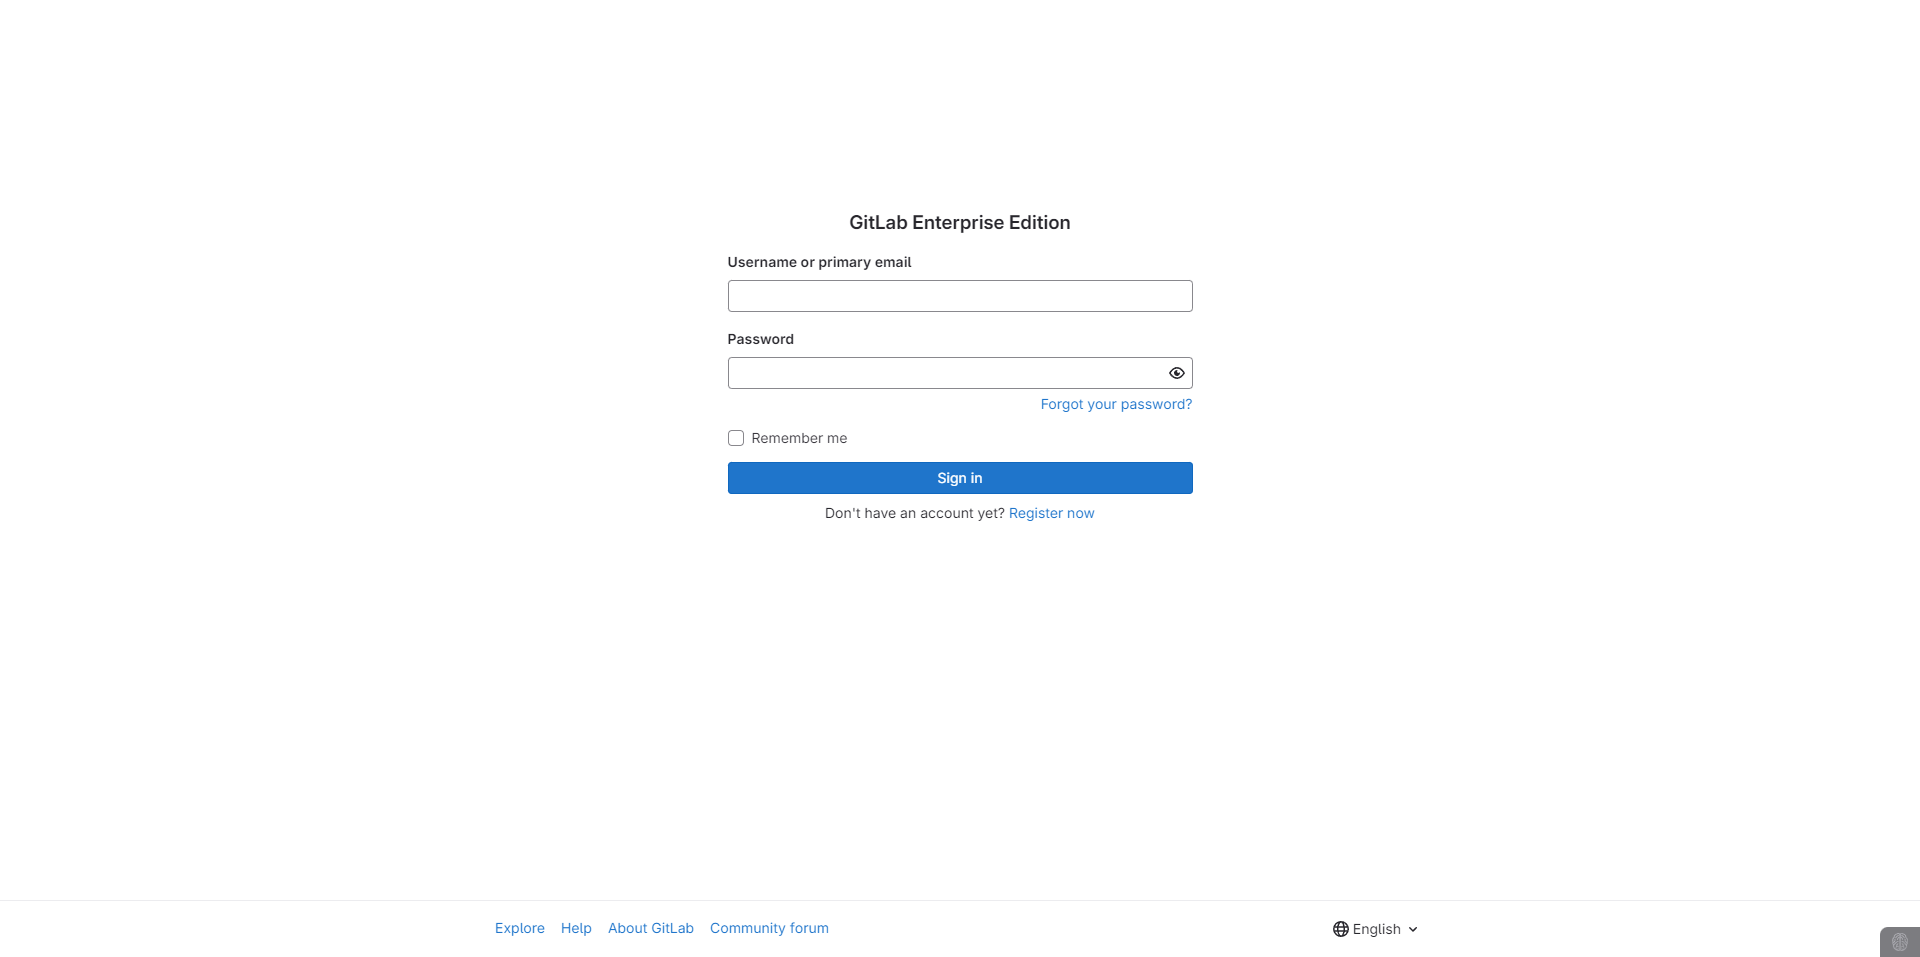 GitLab Enterprise Edition
Username or primary email
Password
Forgot your password?
Remember me
Sign in
Don't have an account yet? Register now
Explore Help About GitLab Community forum English